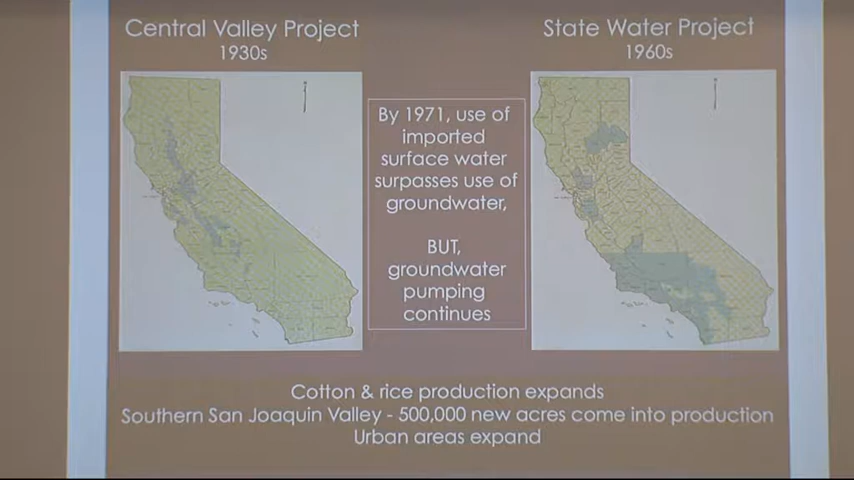 Central Valley Project
1930s
State Water Project
1960s
By 1971, use of
imported
surface water
surpasses use of
groundwater,
BUT,
groundwater
pumping
continues
Cotton & rice production expands
Southern San Joaquin Valley - 500,000 new acres come into production
Urban areas expand